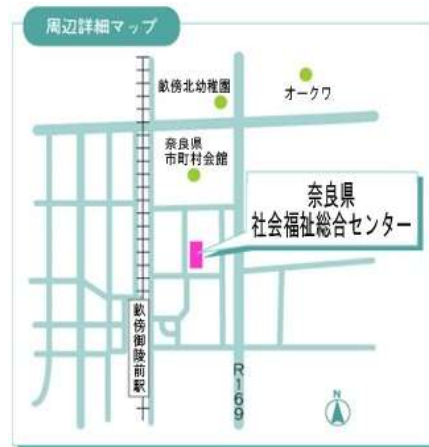 周辺詳細マップ
畝傍北幼稚園
オークワ
奈良県
市町村会館
奈良県
社会福祉総合センター
畝傍御陵前駅
R169
N